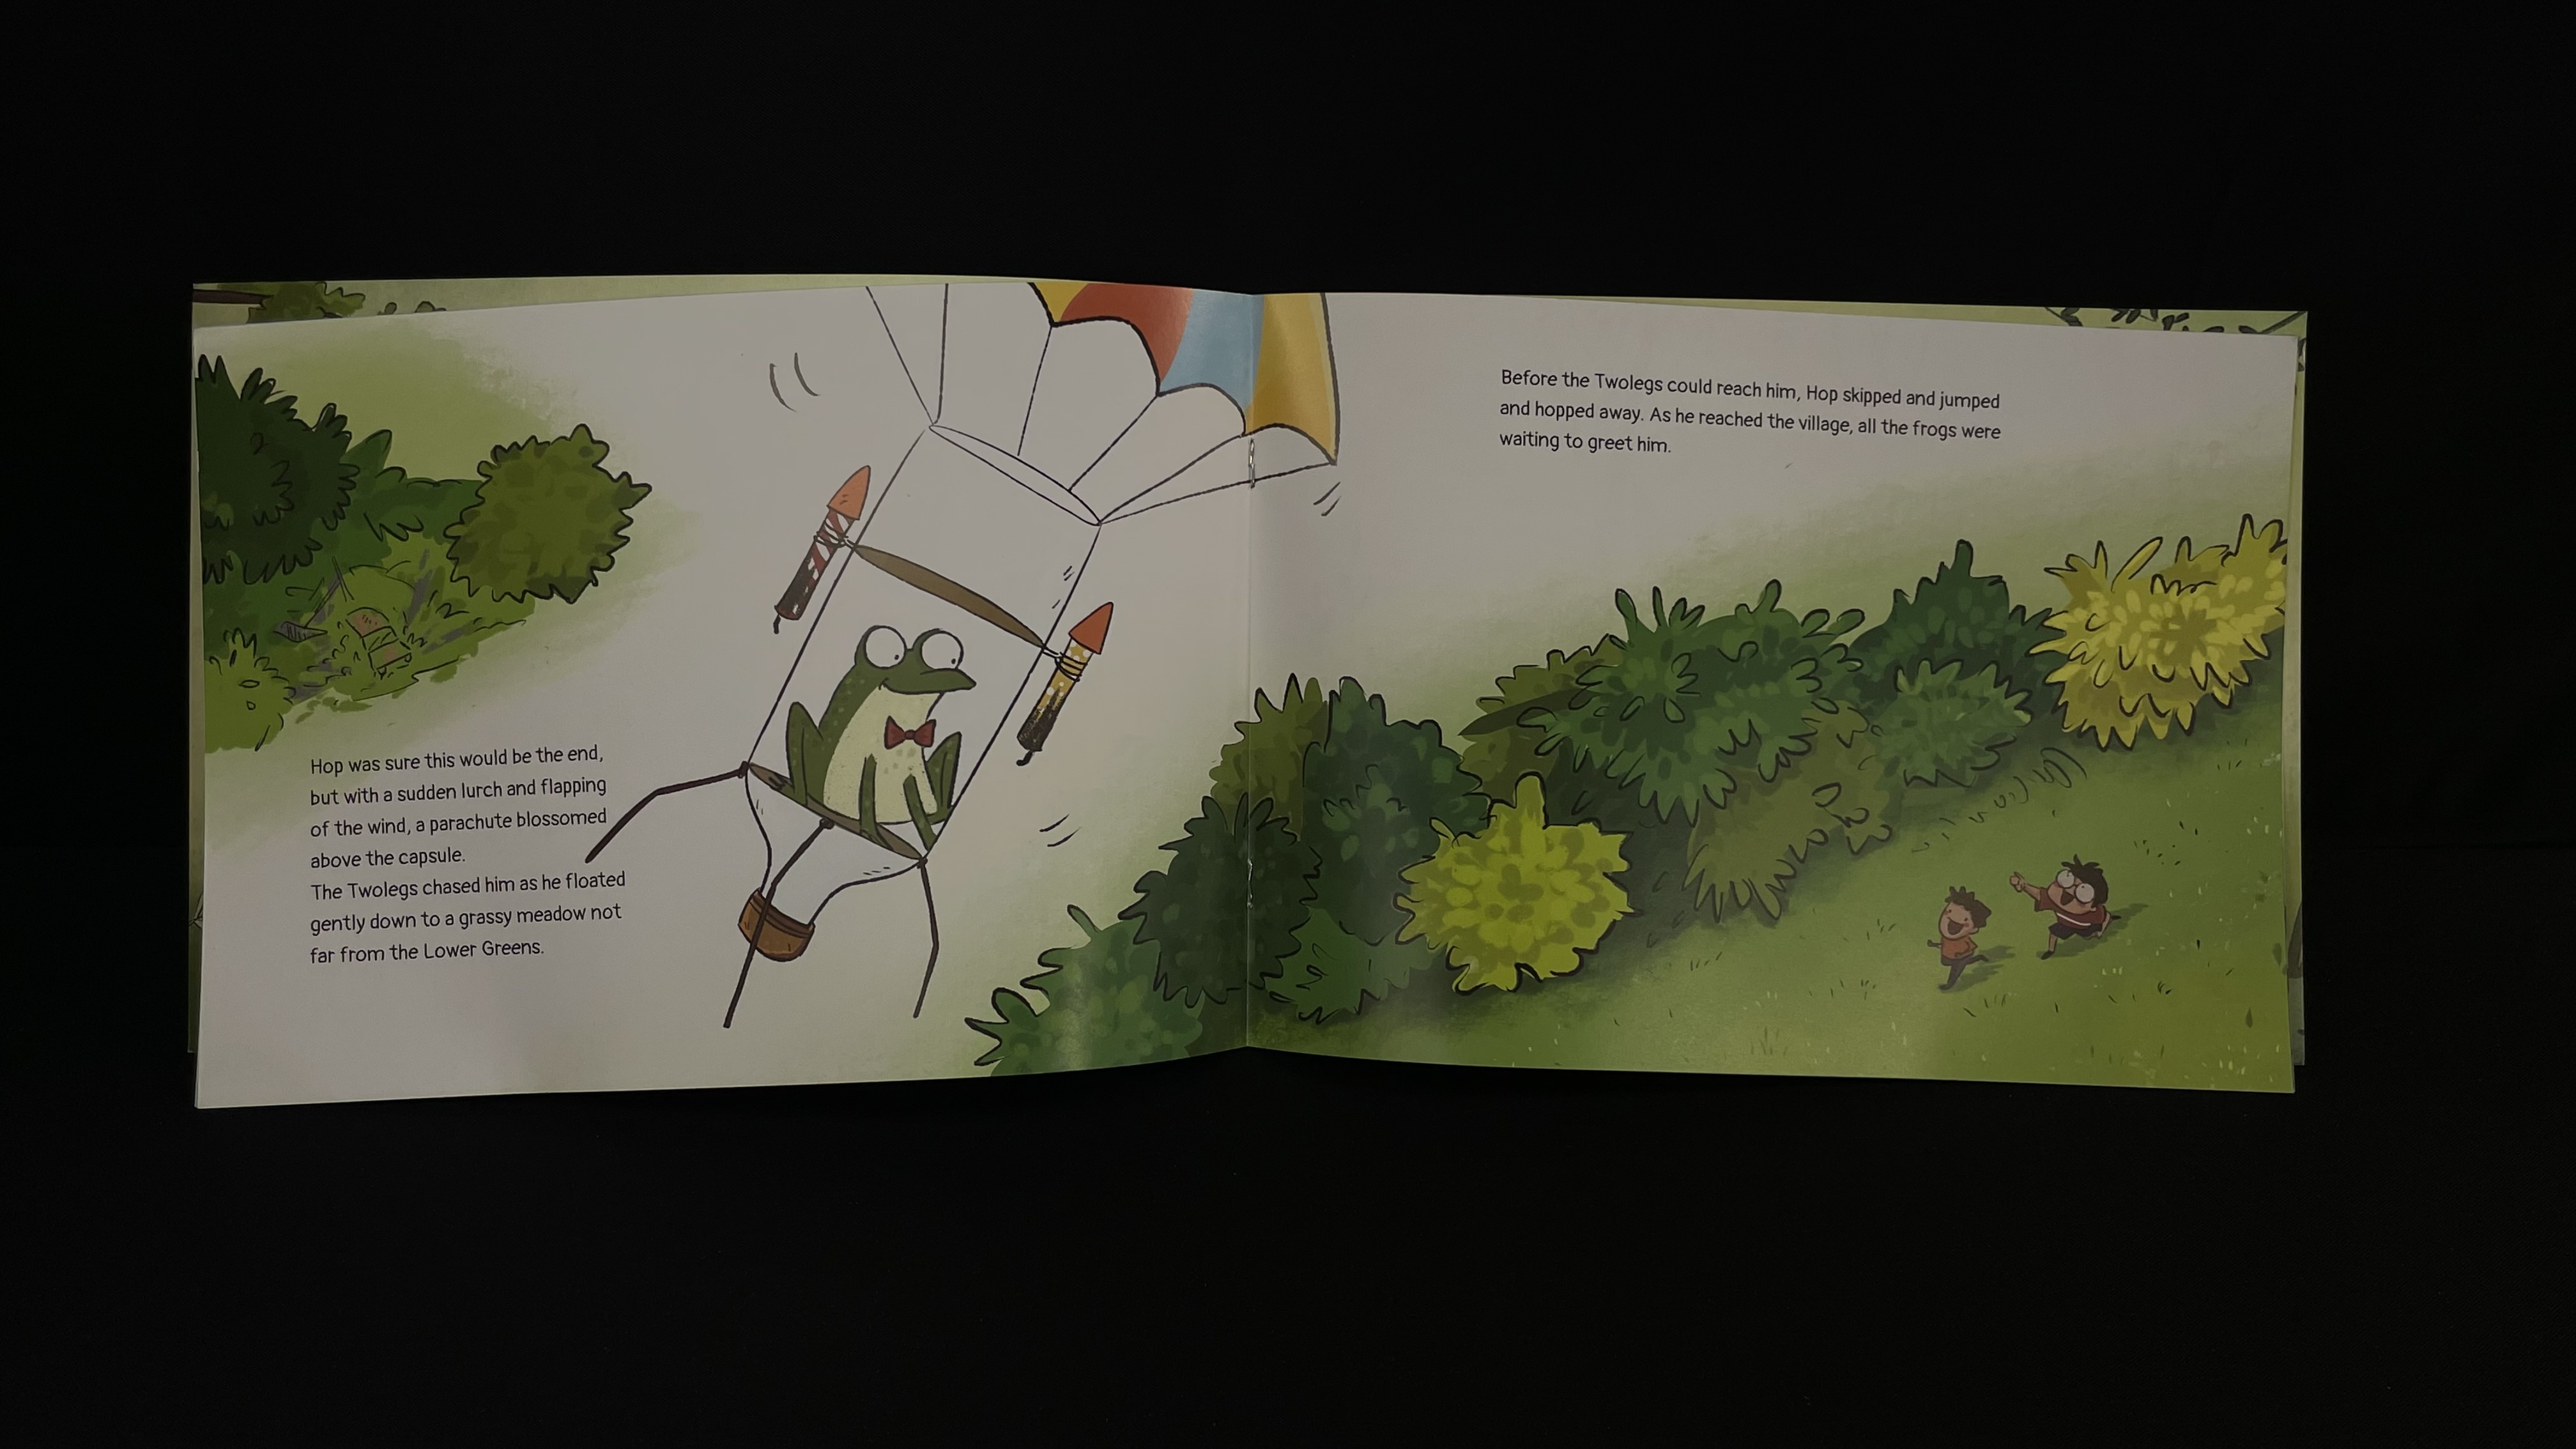 Hop was sure this would be the end,
but with a sudden lurch and flapping
of the wind, a parachute blossomed
above the capsule.
The Twolegs chased him as he floated
gently down to a grassy meadow not
far from the Lower Greens.
Before the Twolegs could reach him, Hop skipped and jumped
and hopped away. As he reached the village, all the frogs were
waiting to greet him.